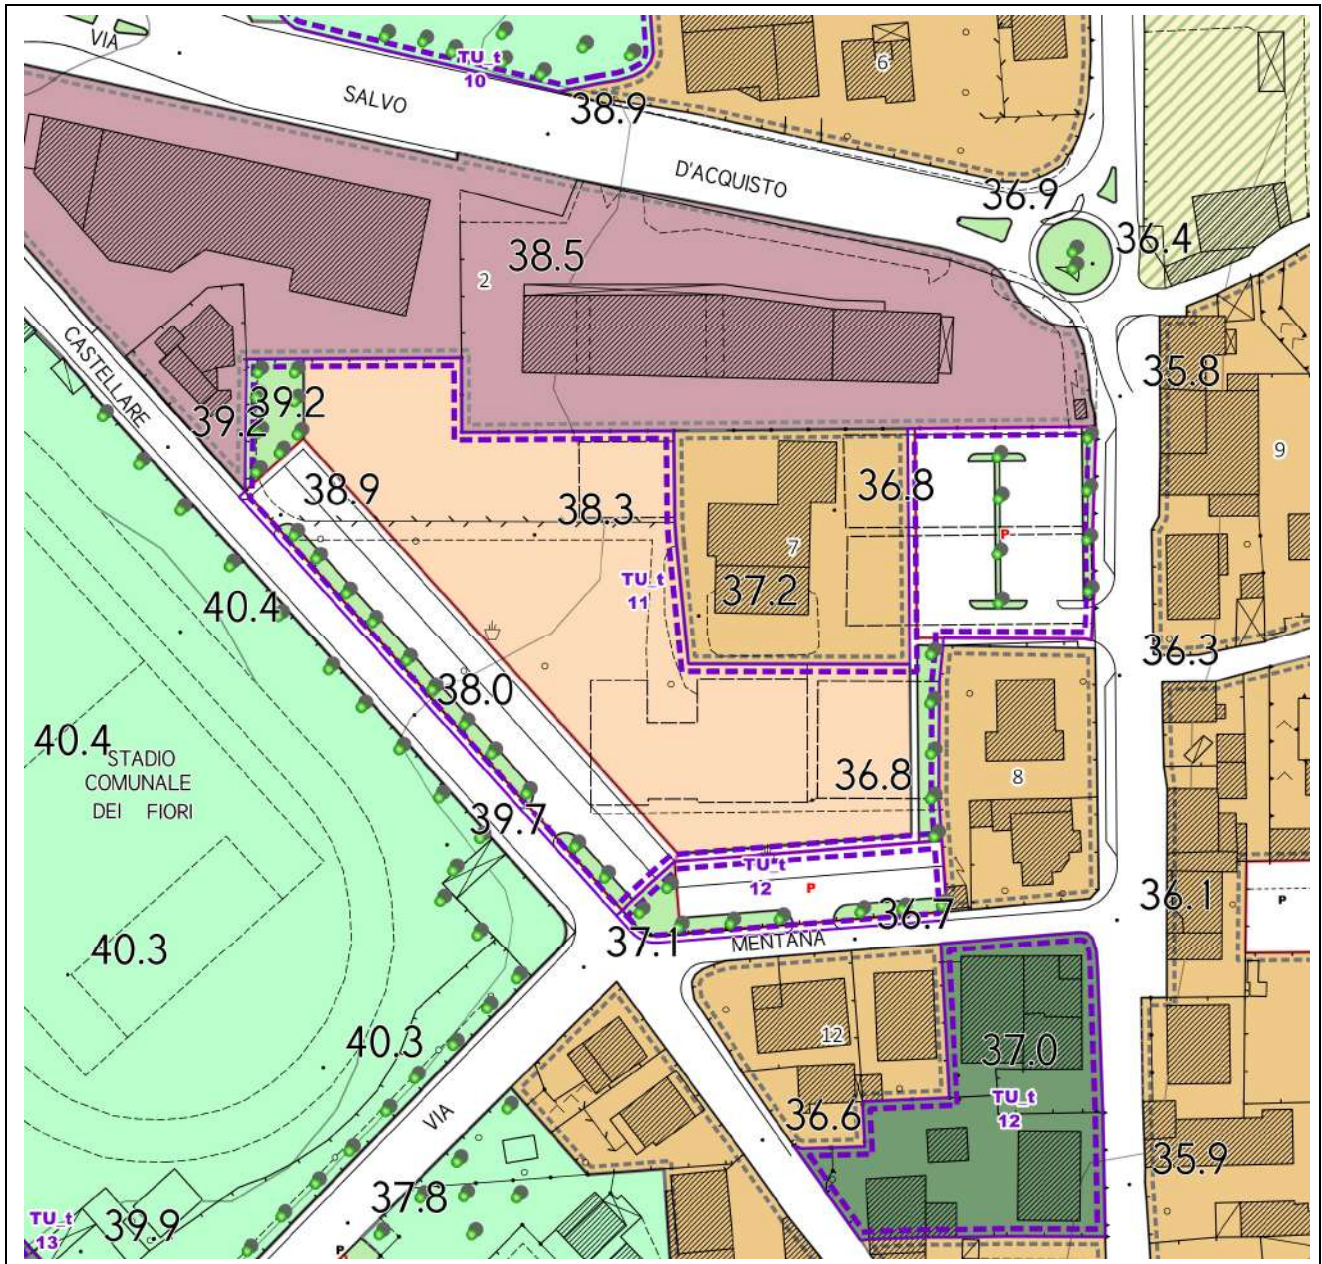 VIA
SALVO
D'ACQUISTO
TU_t
10
38.9
6
36.9
36.4
38.5
2
CASTELLARE
39.2
39.2
35.8
9
38.9
38.3
36.8
P
7
37.2
TU_t
11
40.4
36.3
38.0
40.4
STADIO
COMUNALE
DEI FIORI
36.8
8
39.7
TU_t
12
P
36.7
36.1
P
37.1
MENTANA
40.3
40.3
12
37.0
TU_t
12
VIA
36.6
35.9
37.8
TU_t
13
39.9
P